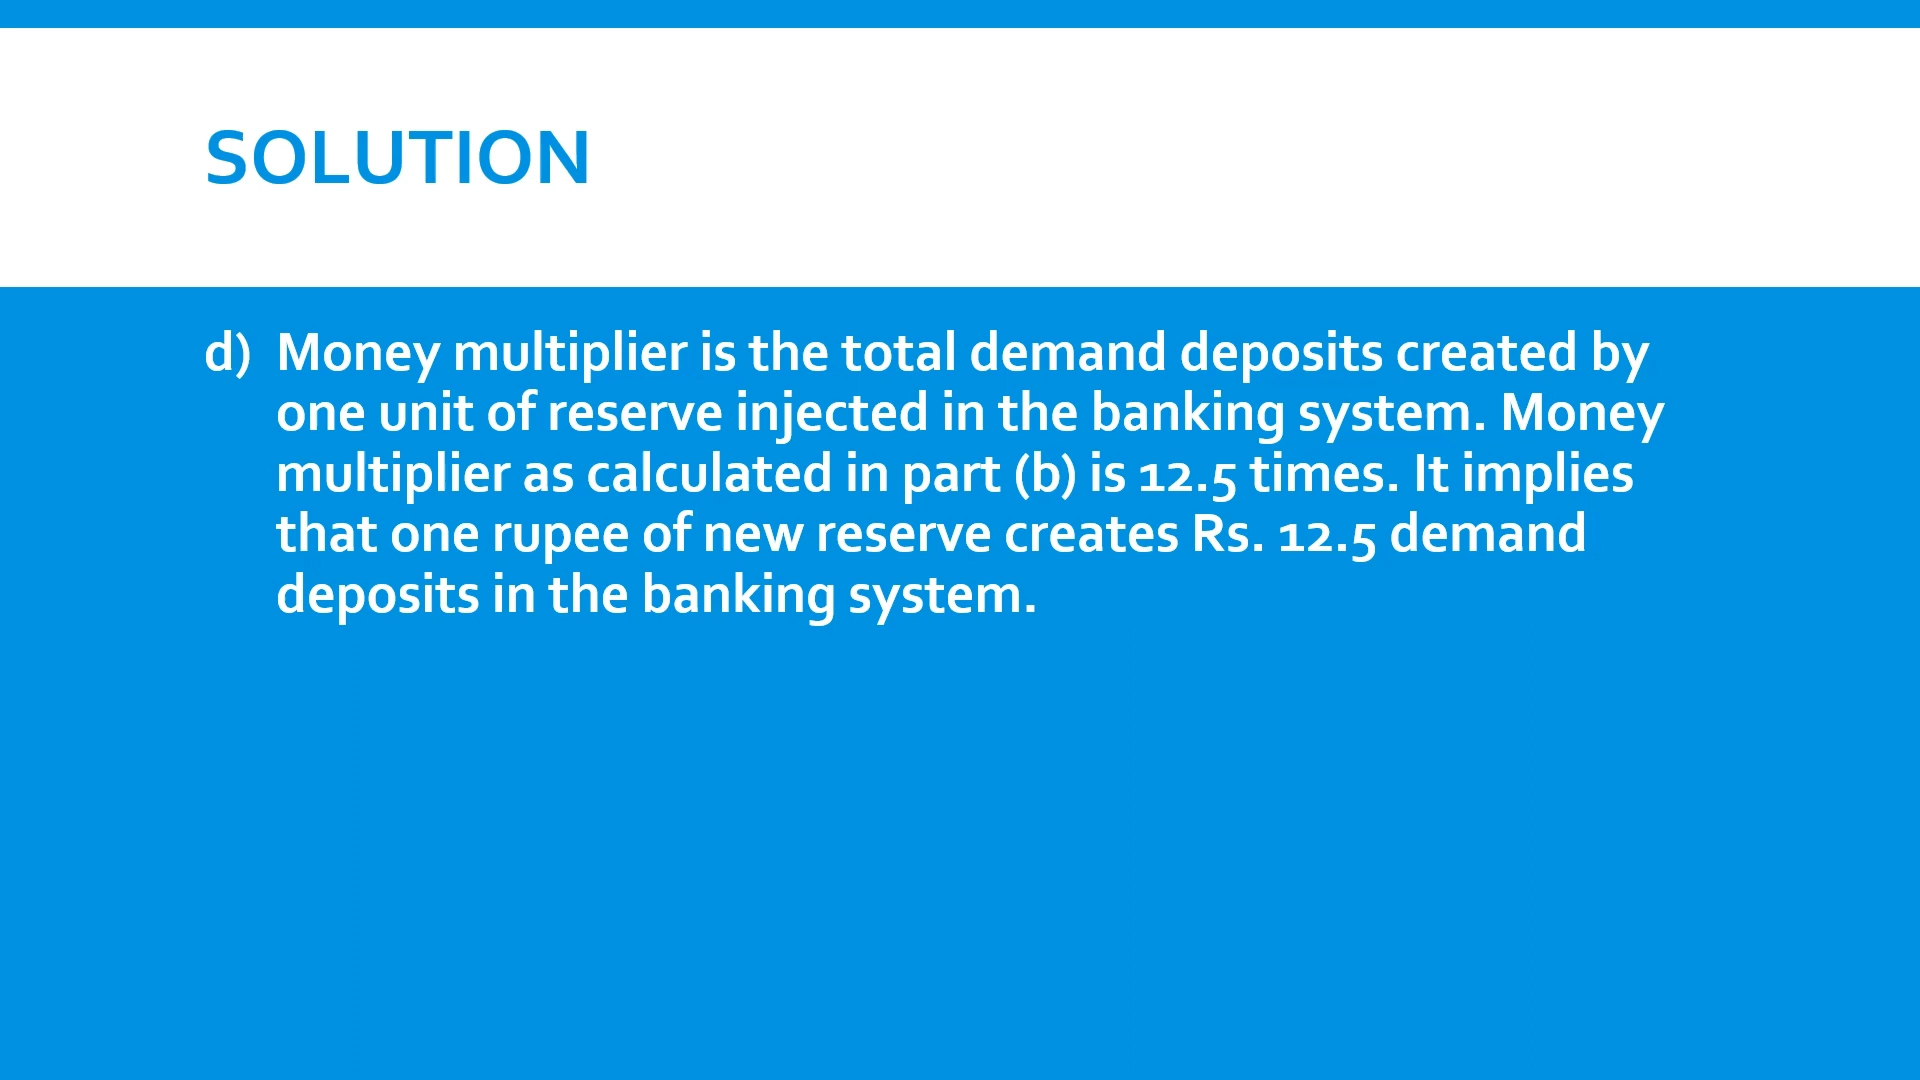 SOLUTION
d) Money multiplier is the total demand deposits created by
one unit of reserve injected in the banking system. Money
multiplier as calculated in part (b) is 12.5 times. It implies
that one rupee of new reserve creates Rs. 12.5 demand
deposits in the banking system.